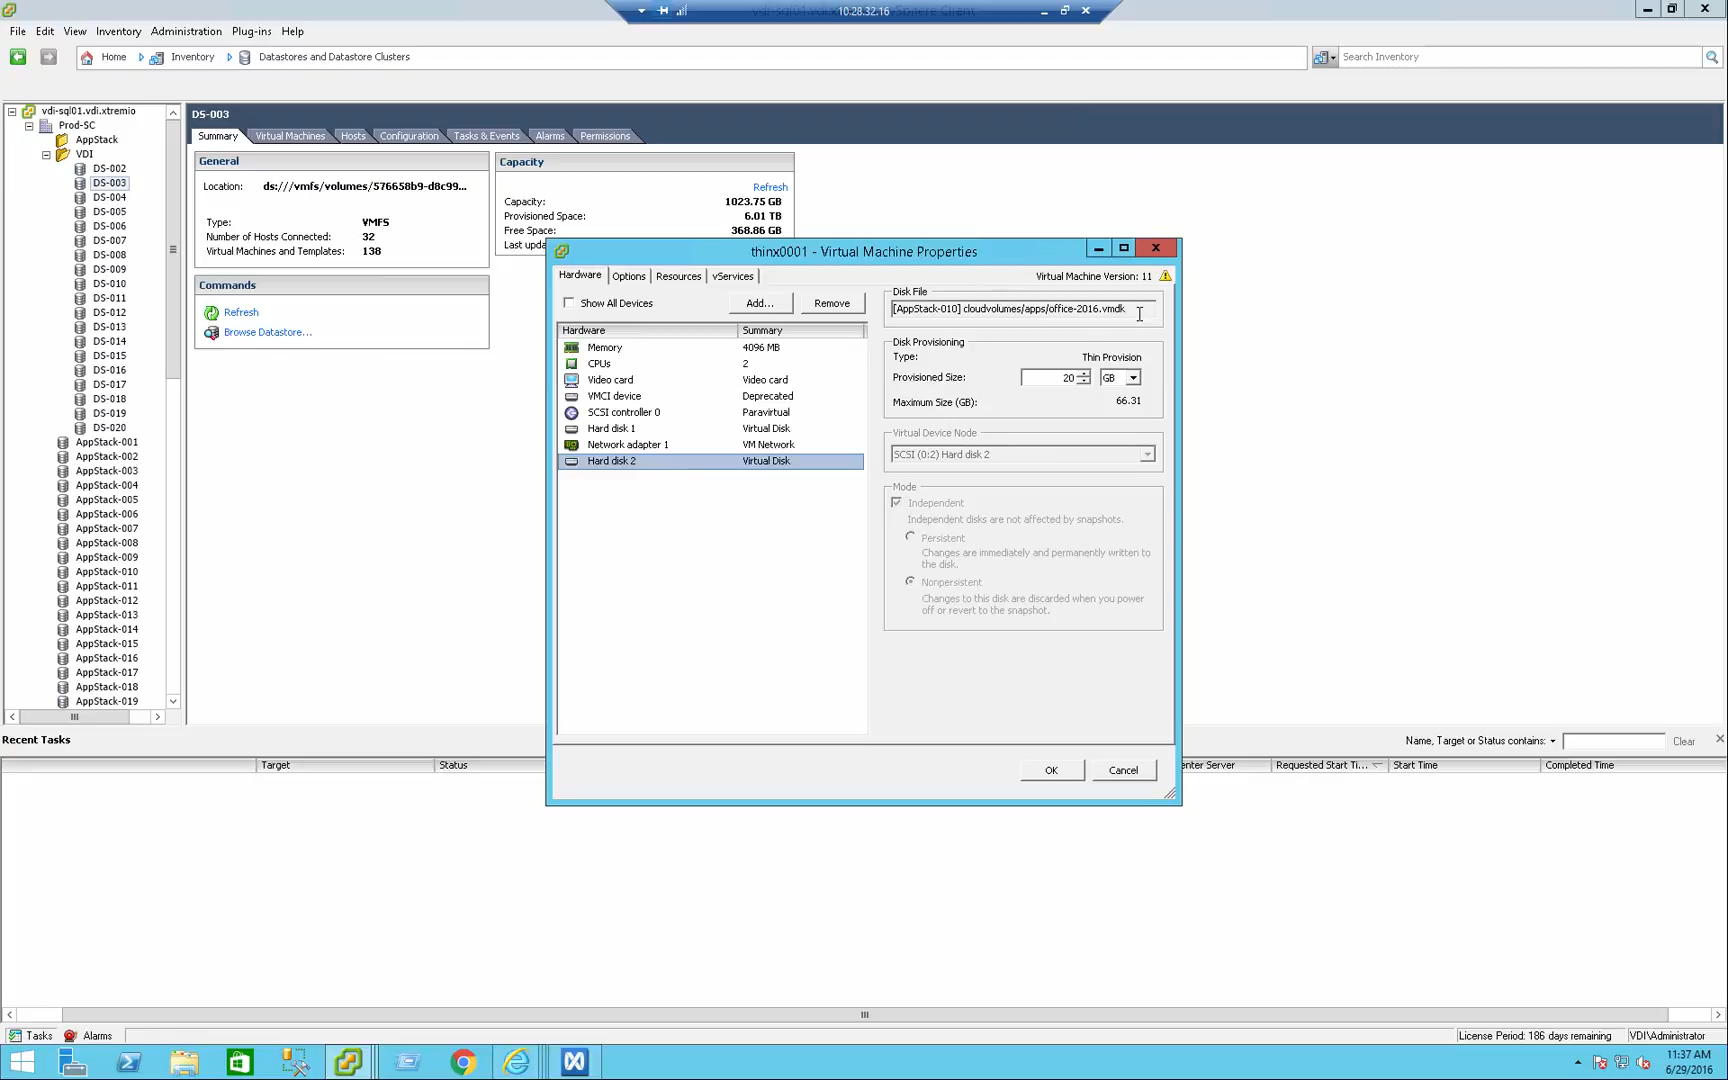 10.28.32.16
File Edit View Inventory Administration Plug-ins Help
Home Inventory Datastores and Datastore Clusters
Search Inventory
vdi-sql01.vdi.xtremio
Prod-SC
AppStack
VDI
DS-002
DS-003
DS-004
DS-005
DS-006
DS-007
DS-008
DS-009
DS-010
DS-011
DS-012
DS-013
DS-014
DS-015
DS-016
DS-017
DS-018
DS-019
DS-020
AppStack-001
AppStack-002
AppStack-003
AppStack-004
AppStack-005
AppStack-006
AppStack-007
AppStack-008
AppStack-009
AppStack-010
AppStack-011
AppStack-012
AppStack-013
AppStack-014
AppStack-015
AppStack-016
AppStack-017
AppStack-018
AppStack-019
DS-003
Summary Virtual Machines Hosts Configuration Tasks & Events Alarms Permissions
General
Location: ds:///vmfs/volumes/576658b9-d8c99...
Type: VMFS
Number of Hosts Connected: 32
Virtual Machines and Templates: 138
Commands
Refresh
Browse Datastore...
Capacity
Refresh
Capacity: 1023.75 GB
Provisioned Space: 6.01 TB
Free Space: 368.86 GB
Last upda
thinx0001 - Virtual Machine Properties
Hardware Options Resources vServices
Virtual Machine Version: 11
Show All Devices Add... Remove
Hardware Summary
Memory 4096 MB
CPUs 2
Video card Video card
VMCI device Deprecated
SCSI controller 0 Paravirtual
Hard disk 1 Virtual Disk
Network adapter 1 VM Network
Hard disk 2 Virtual Disk
Disk File
[AppStack-010] cloudvolumes/apps/office-2016.vmdk
Disk Provisioning
Type: Thin Provision
Provisioned Size: 20 GB
Maximum Size (GB): 66.31
Virtual Device Node
SCSI (0:2) Hard disk 2
Mode
Independent
Independent disks are not affected by snapshots.
Persistent
Changes are immediately and permanently written to
the disk.
Nonpersistent
Changes to this disk are discarded when you power
off or revert to the snapshot.
OK Cancel
Recent Tasks
Name, Target or Status contains: Clear
Target Status enter Server Requested Start Ti... Start Time Completed Time
Tasks Alarms
License Period: 186 days remaining VDI\Administrator
11:37 AM
6/29/2016